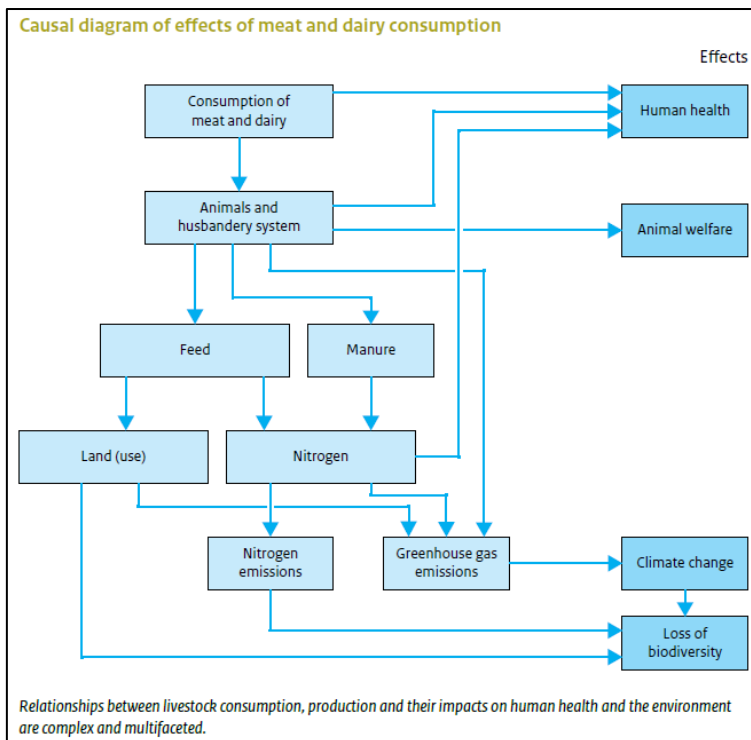 Causal diagram of effects of meat and dairy consumption
Effects
Consumption of
meat and dairy
Human health
Animals and
husbandery system
Animal welfare
Feed
Manure
Land (use)
Nitrogen
Nitrogen
emissions
Greenhouse gas
emissions
Climate change
Loss of
biodiversity
Relationships between livestock consumption, production and their impacts on human health and the environment
are complex and multifaceted.